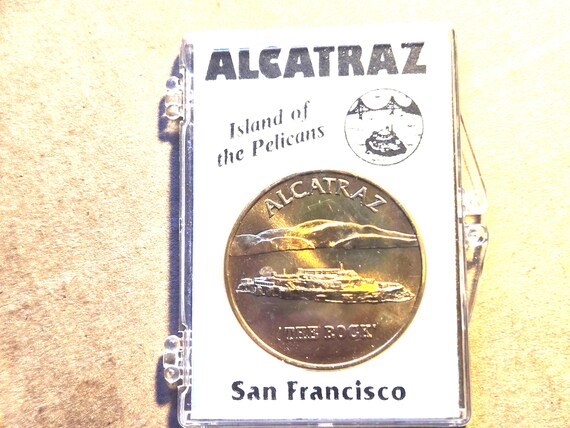 ALCATRAZ
Island of
the Pelicans
ALCATRAZ
'THE ROCK'
San Francisco